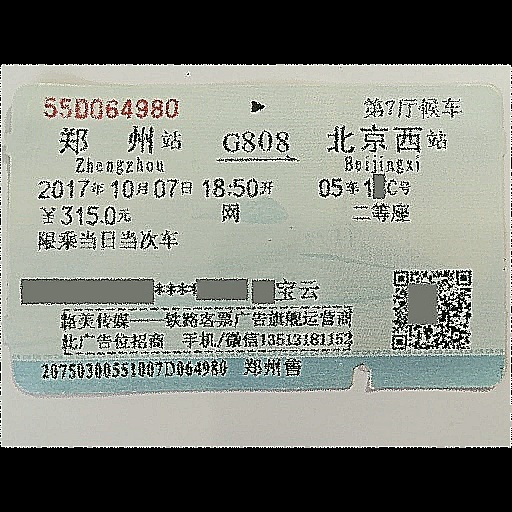 55D064980 第7厅候车
郑 州站 G808 北京西站
Zhengzhou Beijingxi
2017年10月07日18:50开 05车1 C号
￥315.0元 网 二等座
限乘当日当次车
**** 宝云
美传媒——铁路客票广告旗舰运营商
此广告位招商 手机/微信13513181152
20750300551007D064980 郑州售